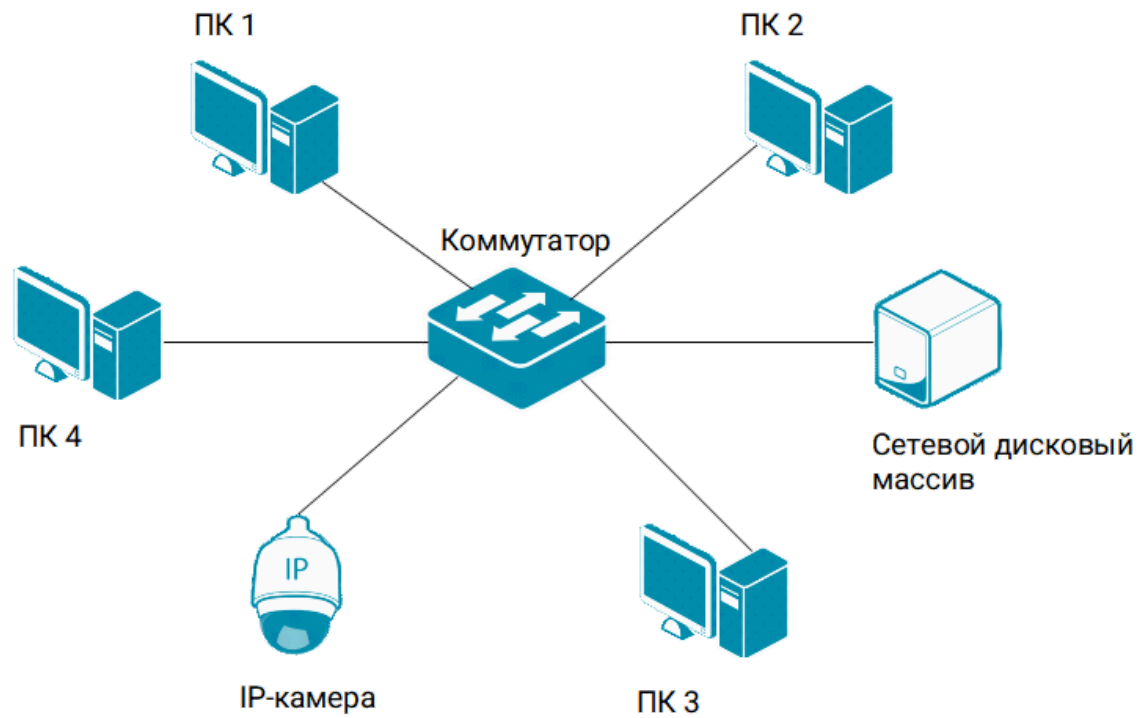 ПК 1
ПК 2
Коммутатор
ПК 4
Сетевой дисковый
массив
IP
IP-камера
ПК 3